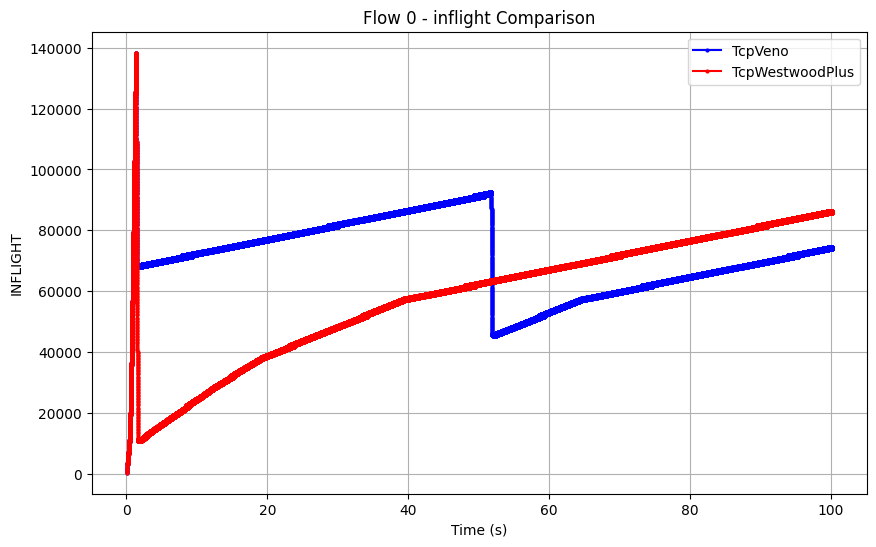 Flow 0 - inflight Comparison
TcpVeno
TcpWestwoodPlus
INFLIGHT
140000
120000
100000
80000
60000
40000
20000
0
0 20 40 60 80 100
Time (s)